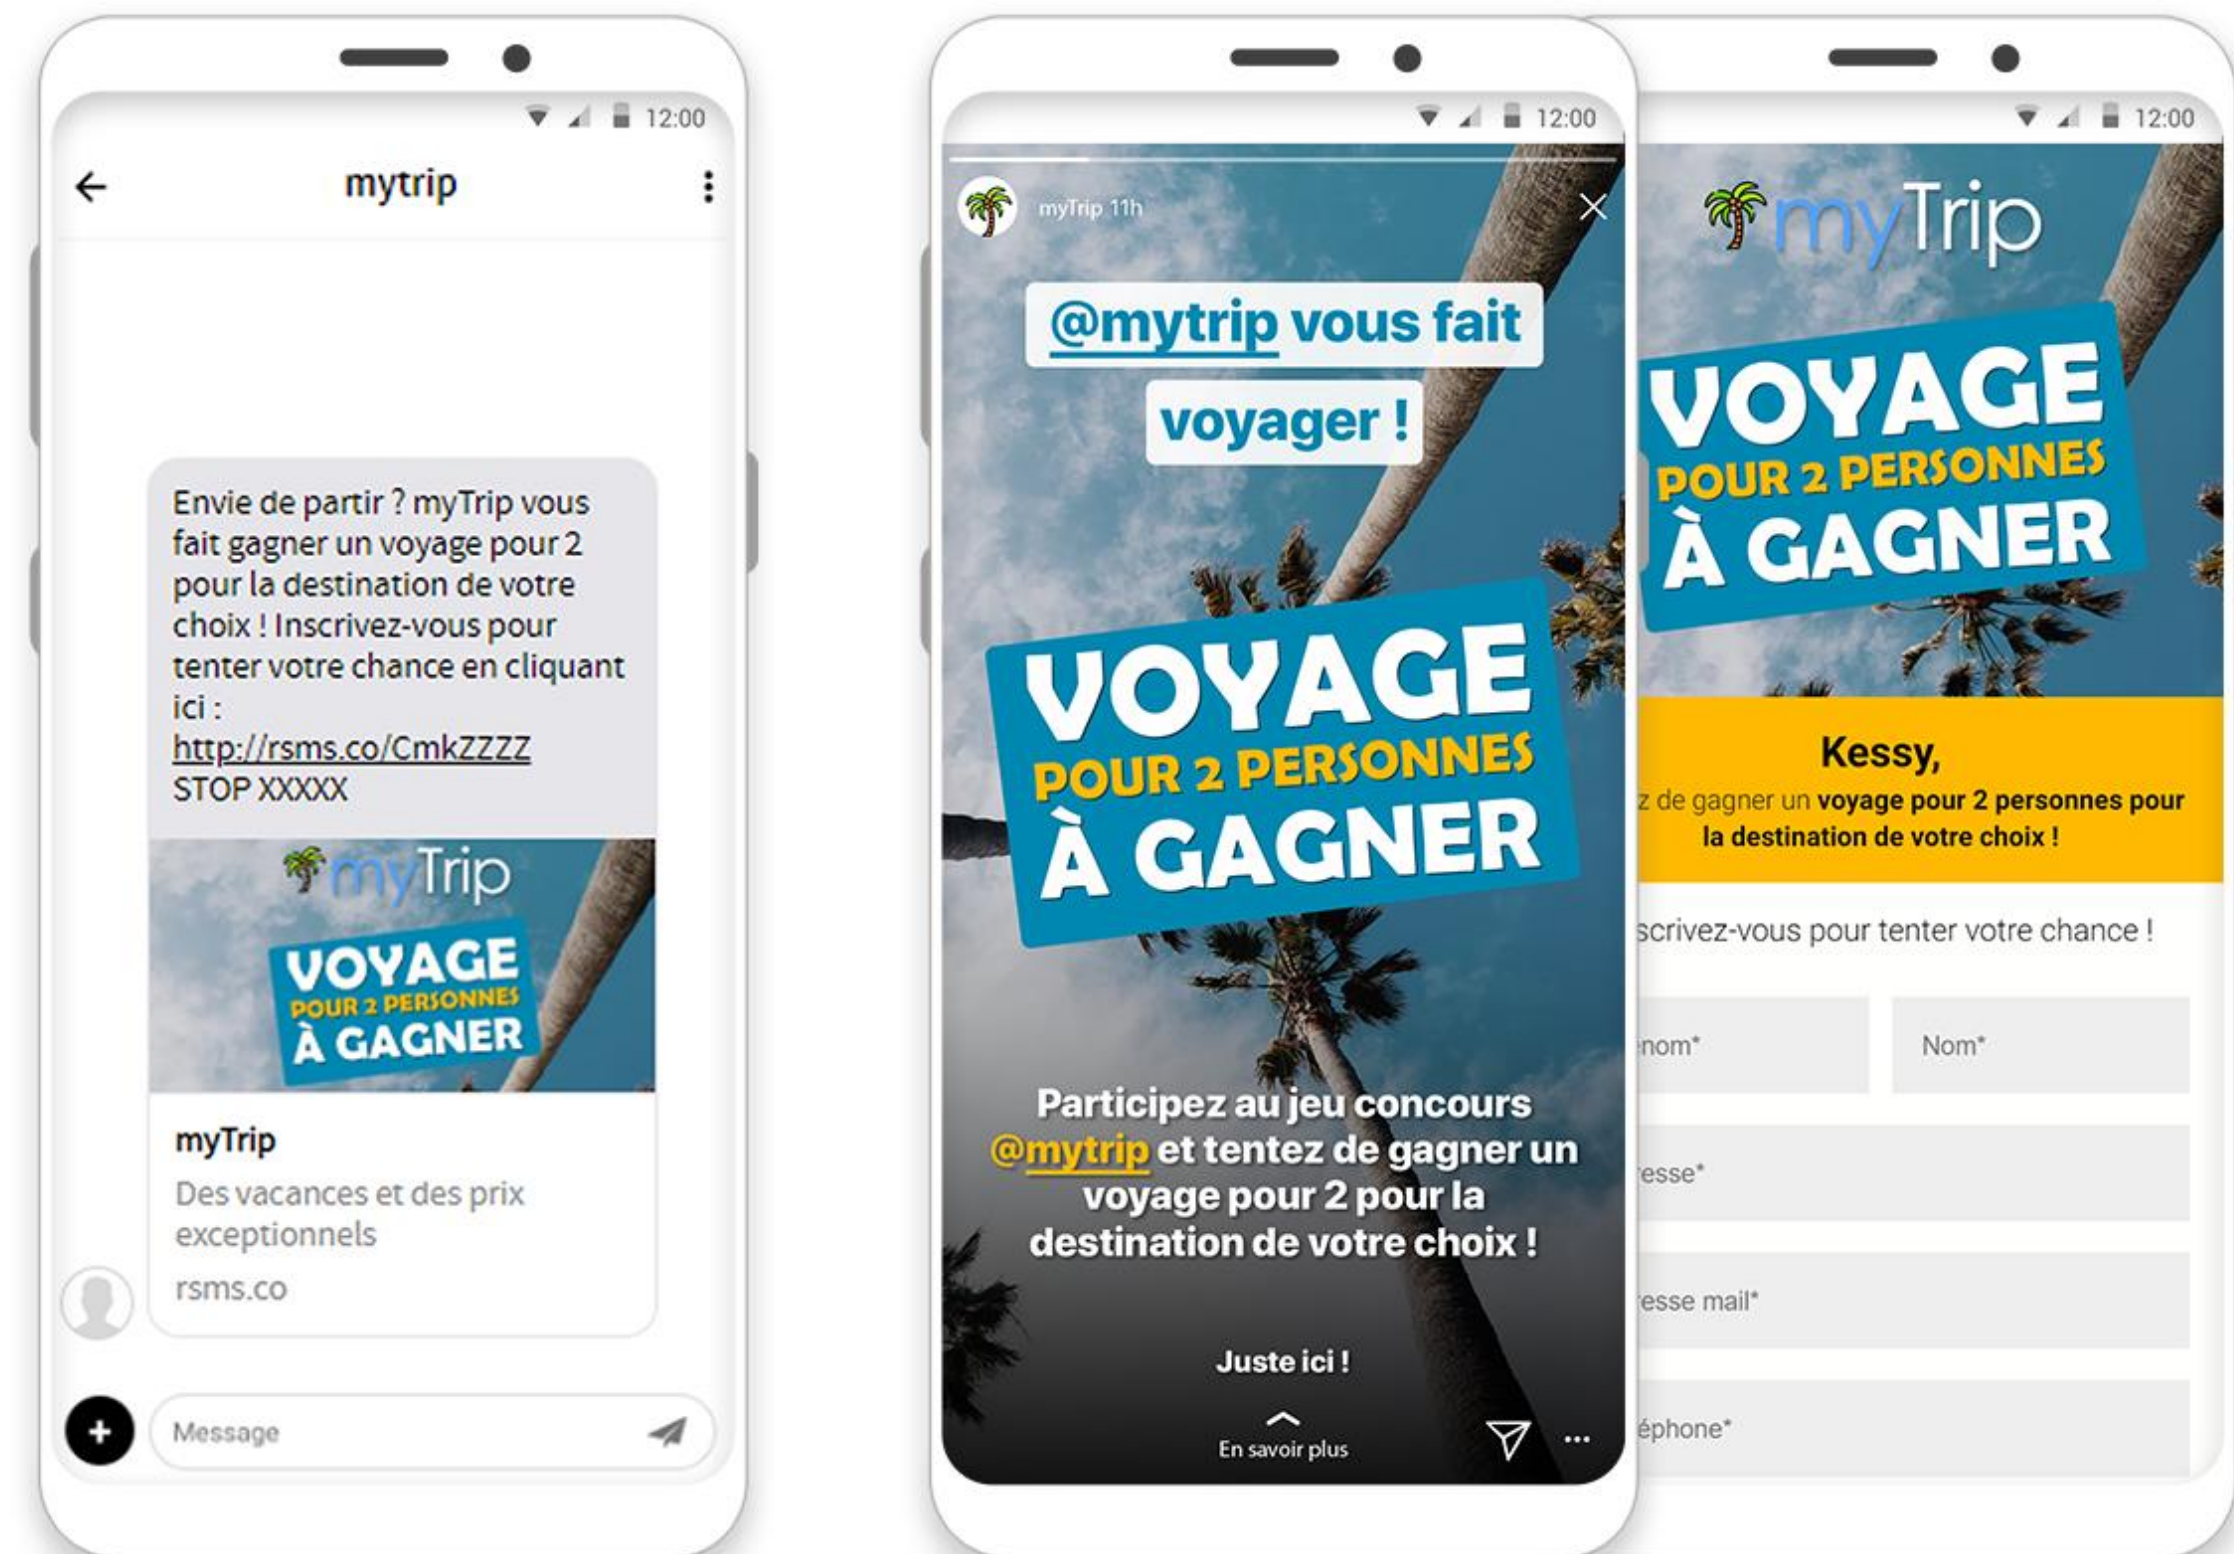 12:00
mytrip
Envie de partir ? myTrip vous
fait gagner un voyage pour 2
pour la destination de votre
choix ! Inscrivez-vous pour
tenter votre chance en cliquant
ici :
http://rsms.co/CmkZZZZ
STOP XXXXX
myTrip
VOYAGE
POUR 2 PERSONNES
À GAGNER
myTrip
Des vacances et des prix
exceptionnels
rsms.co
Message
12:00
myTrip 11h
@mytrip vous fait
voyager !
VOYAGE
POUR 2 PERSONNES
À GAGNER
Participez au jeu concours
@mytrip et tentez de gagner un
voyage pour 2 pour la
destination de votre choix !
Juste ici !
En savoir plus
12:00
myTrip
VOYAGE
POUR 2 PERSONNES
À GAGNER
Kessy,
z de gagner un voyage pour 2 personnes pour
la destination de votre choix !
scrivez-vous pour tenter votre chance !
nom*
Nom*
esse*
esse mail*
éphone*